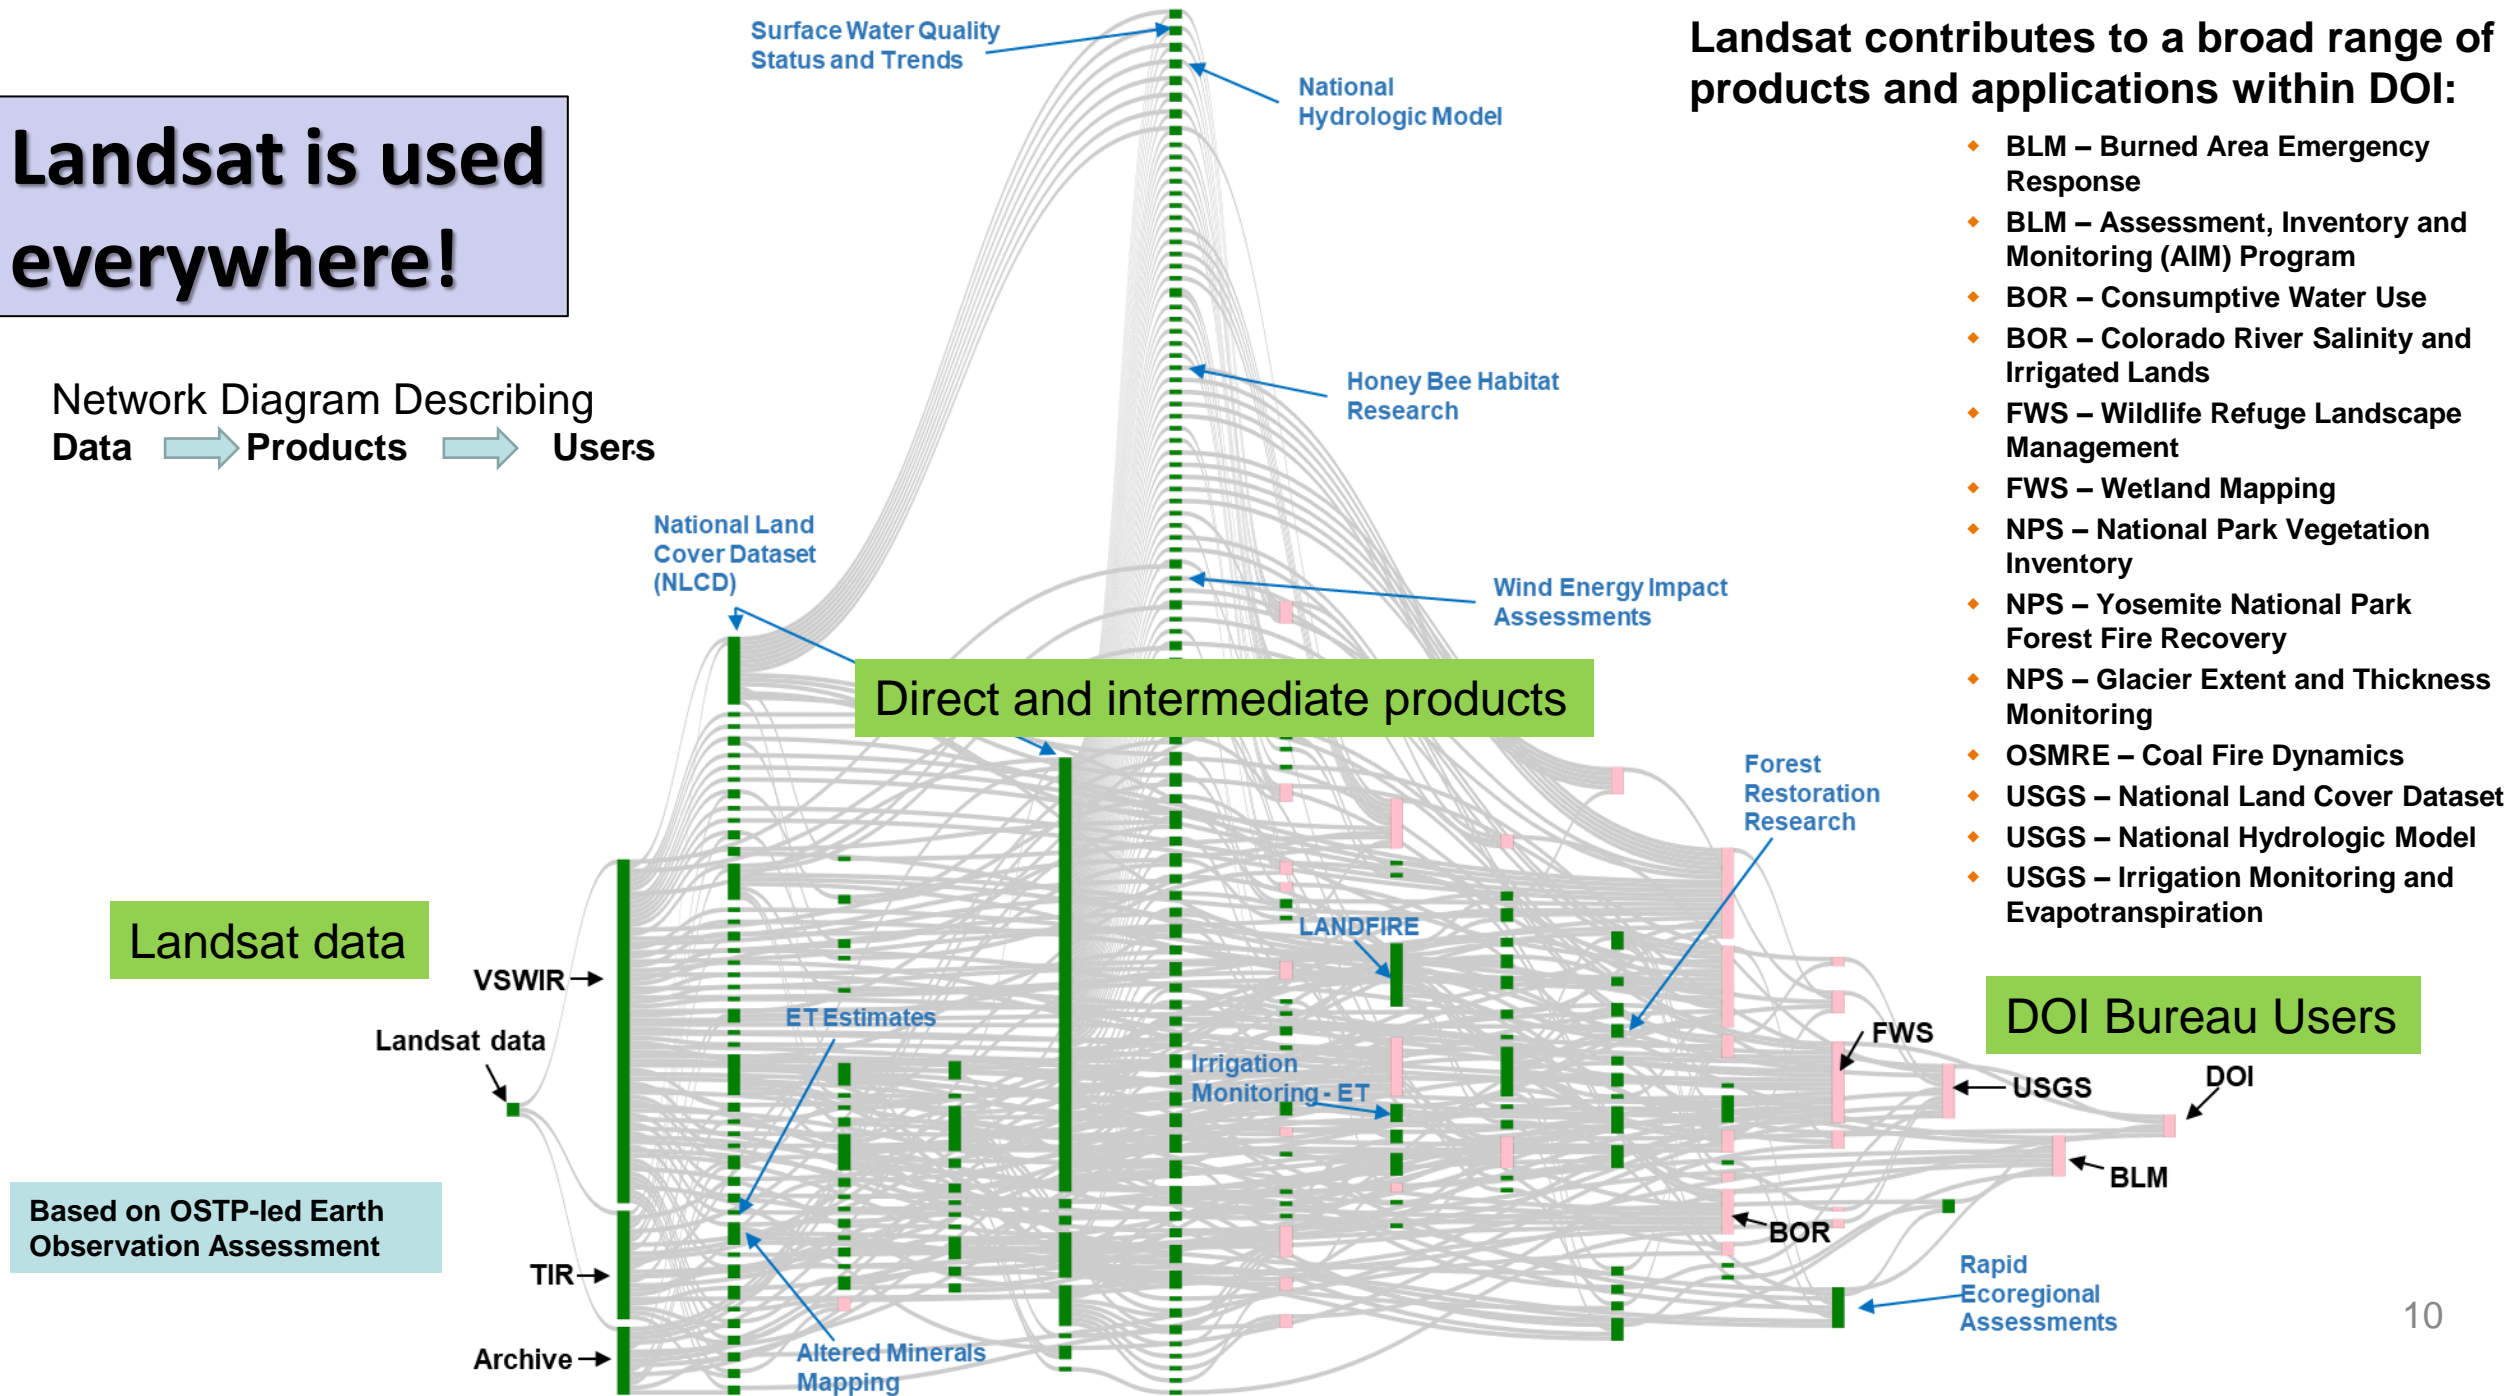 Landsat is used
everywhere!
Network Diagram Describing
Data Products Users
Surface Water Quality
Status and Trends
National
Hydrologic Model
Honey Bee Habitat
Research
National Land
Cover Dataset
(NLCD)
Wind Energy Impact
Assessments
Direct and intermediate products
Forest
Restoration
Research
Landsat data
VSWIR
Landsat data
ET Estimates
LANDFIRE
Irrigation
Monitoring - ET
FWS
USGS
DOI
BLM
BOR
DOI Bureau Users
Based on OSTP-led Earth
Observation Assessment
TIR
Archive
Altered Minerals
Mapping
Rapid
Ecoregional
Assessments
Landsat contributes to a broad range of
products and applications within DOI:
BLM – Burned Area Emergency
Response
BLM – Assessment, Inventory and
Monitoring (AIM) Program
BOR – Consumptive Water Use
BOR – Colorado River Salinity and
Irrigated Lands
FWS – Wildlife Refuge Landscape
Management
FWS – Wetland Mapping
NPS – National Park Vegetation
Inventory
NPS – Yosemite National Park
Forest Fire Recovery
NPS – Glacier Extent and Thickness
Monitoring
OSMRE – Coal Fire Dynamics
USGS – National Land Cover Dataset
USGS – National Hydrologic Model
USGS – Irrigation Monitoring and
Evapotranspiration
10